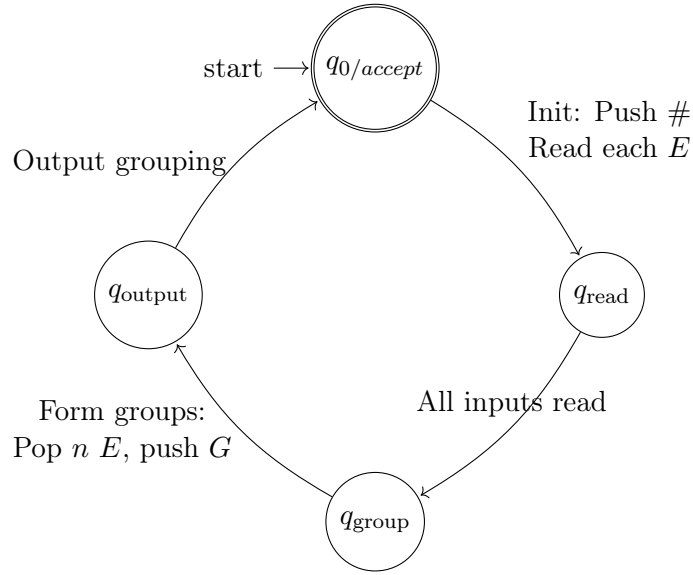 start
q0/accept
Init: Push #
Read each E
Output grouping
qoutput
qread
Form groups:
Pop n E, push G
All inputs read
qgroup